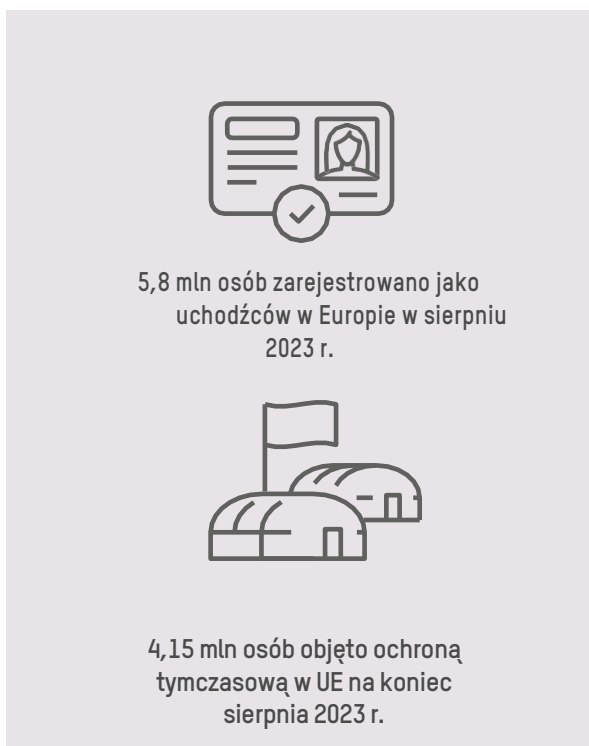 5,8 mln osób zarejestrowano jako
uchodźców w Europie w sierpniu
2023 r.
4,15 mln osób objęto ochroną
tymczasową w UE na koniec
sierpnia 2023 r.